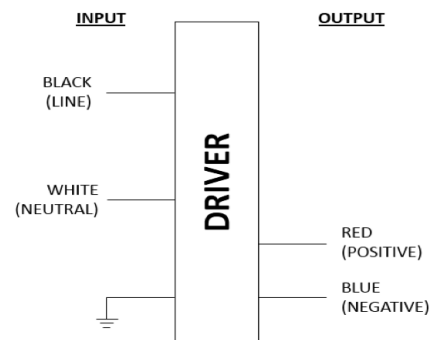 INPUT
OUTPUT
BLACK
(LINE)
WHITE
(NEUTRAL)
DRIVER
RED
(POSITIVE)
BLUE
(NEGATIVE)